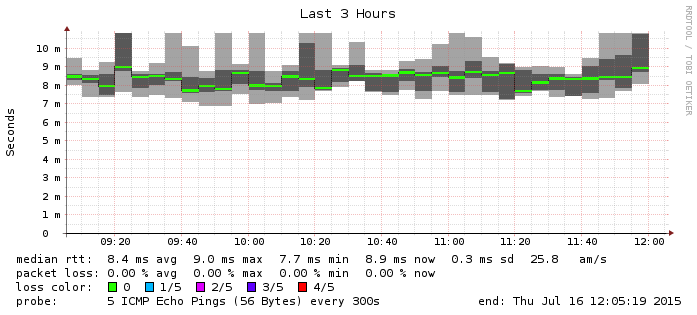 Last 3 Hours
RRDTOOL / TOBI OETIKER
Seconds
10 m
9 m
8 m
7 m
6 m
5 m
4 m
3 m
2 m
1 m
0
09:20 09:40 10:00 10:20 10:40 11:00 11:20 11:40 12:00
median rtt: 8.4 ms avg 9.0 ms max 7.7 ms min 8.9 ms now 0.3 ms sd 25.8 am/s
packet loss: 0.00 % avg 0.00 % max 0.00 % min 0.00 % now
loss color: 0 1/5 2/5 3/5 4/5
probe: 5 ICMP Echo Pings (56 Bytes) every 300s end: Thu Jul 16 12:05:19 2015